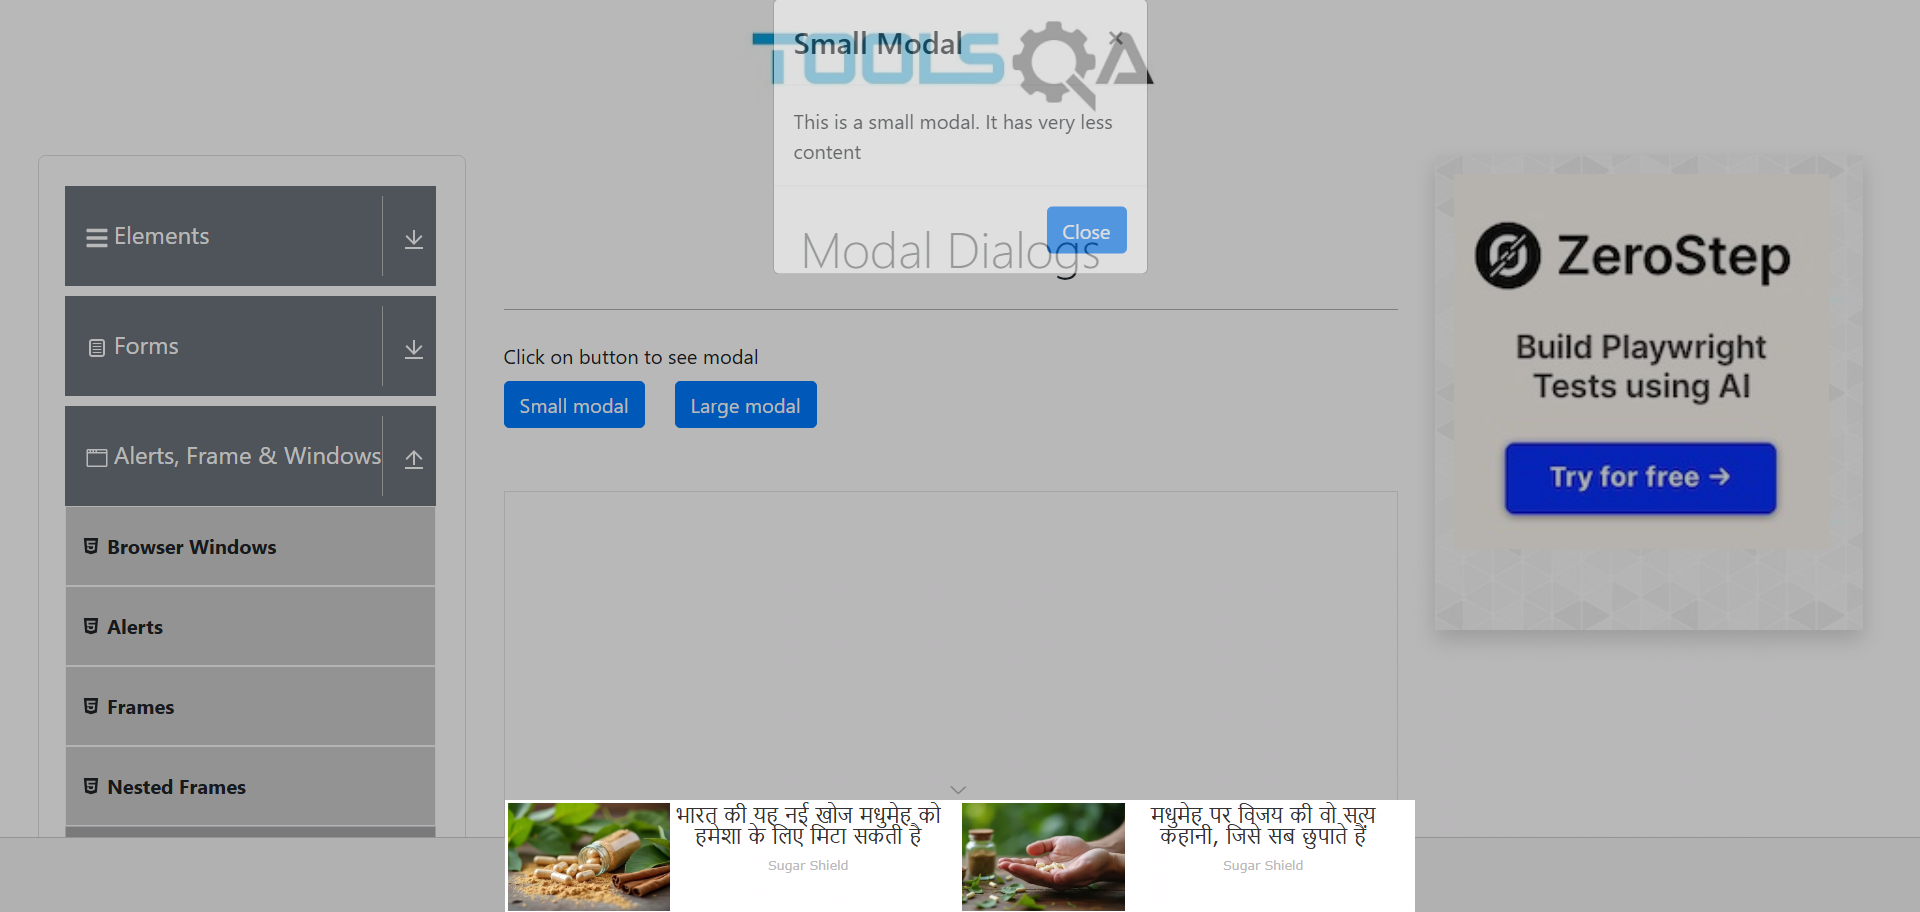 TOOLSQA
Small Modal
×
This is a small modal. It has very less
content
Close
Modal Dialogs
Elements
Forms
Alerts, Frame & Windows
Browser Windows
Alerts
Frames
Nested Frames
Click on button to see modal
Small modal
Large modal
ZeroStep
Build Playwright
Tests using AI
Try for free →
भारत की यह नई खोज मधुमेह को
हमेशा के लिए मिटा सकती है
Sugar Shield
मधुमेह पर विजय की वो सत्य
कहानी, जिसे सब छुपाते हैं
Sugar Shield